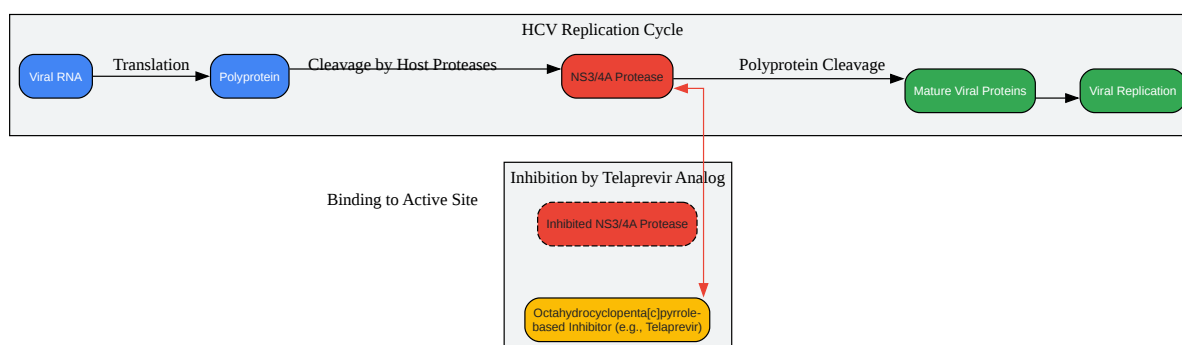 HCV Replication Cycle
Viral RNA
Translation
Polyprotein
Cleavage by Host Proteases
NS3/4A Protease
Polyprotein Cleavage
Mature Viral Proteins
Viral Replication
Inhibition by Telaprevir Analog
Binding to Active Site
Inhibited NS3/4A Protease
Octahydrocyclopenta[c]pyrrole-
based Inhibitor (e.g., Telaprevir)